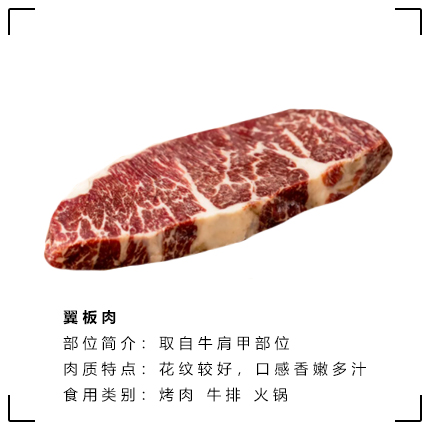 翼板肉
部位简介：取自牛肩甲部位
肉质特点：花纹较好，口感香嫩多汁
食用类别：烤肉 牛排 火锅